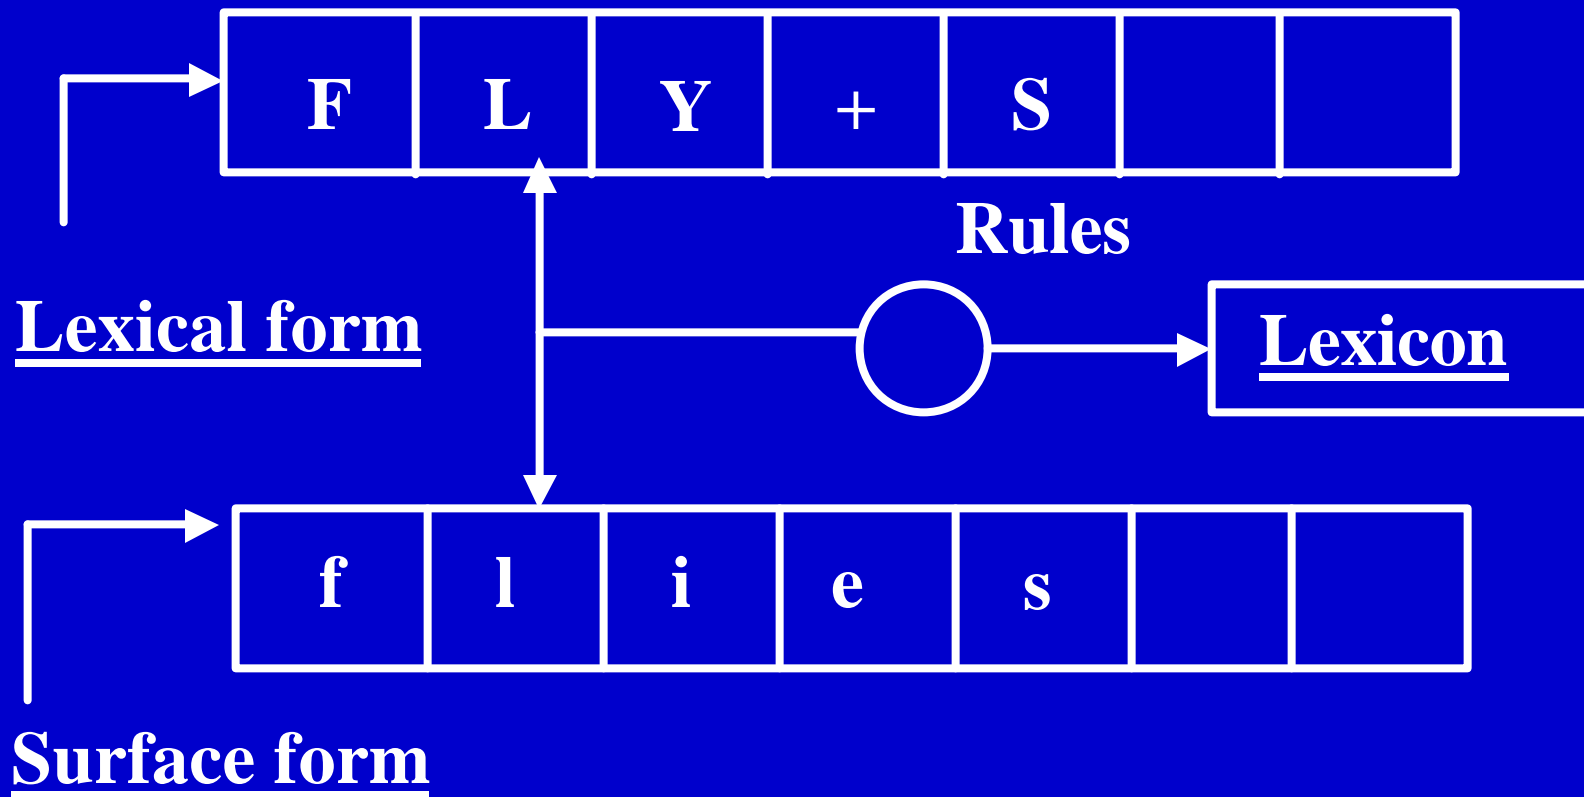 F L Y + S
Rules
Lexical form
Lexicon
f l i e s
Surface form